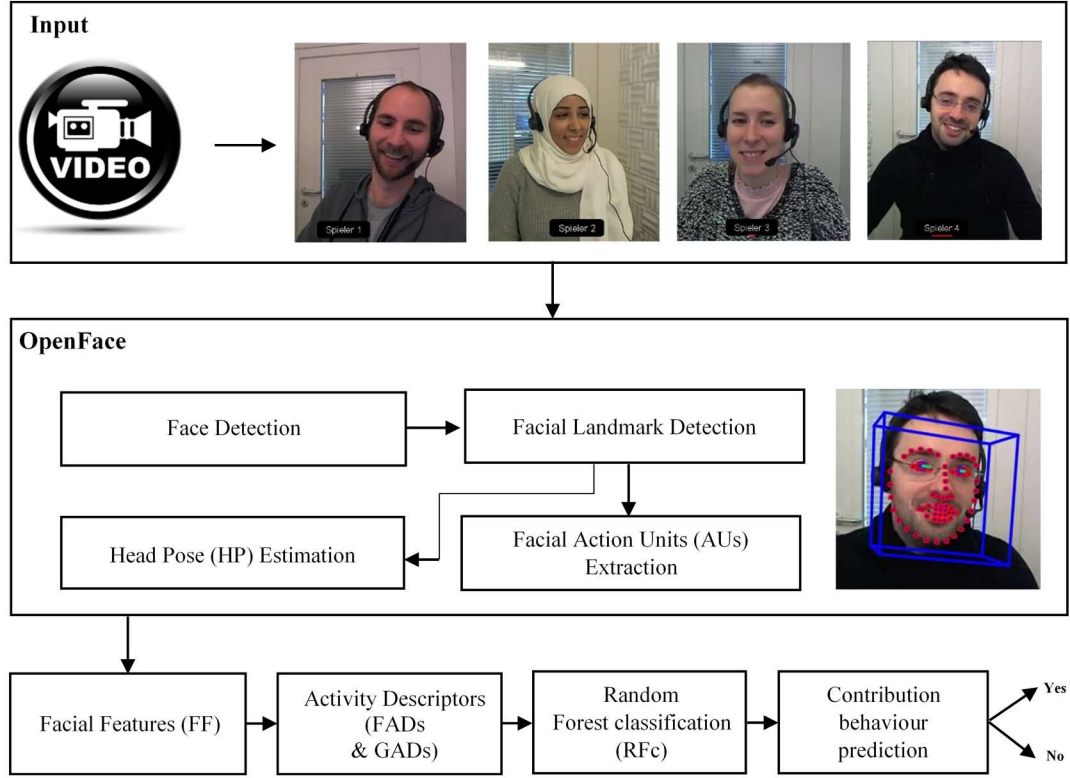 Input
VIDEO
Spieler 1
Spieler 2
Spieler 3
Spieler 4
OpenFace
Face Detection
Facial Landmark Detection
Head Pose (HP) Estimation
Facial Action Units (AUs)
Extraction
Facial Features (FF)
Activity Descriptors
(FADs
& GADs)
Random
Forest classification
(RFc)
Contribution
behaviour
prediction
Yes
No